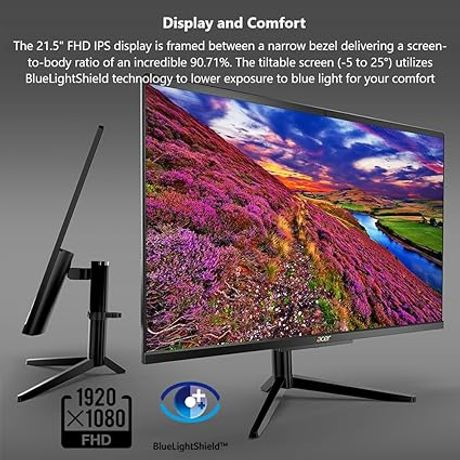 Display and Comfort
The 21.5" FHD IPS display is framed between a narrow bezel delivering a screen-
to-body ratio of an incredible 90.71%. The tiltable screen (-5 to 25°) utilizes
BlueLightShield technology to lower exposure to blue light for your comfort
acer
1920
×1080
FHD
BlueLightShield™